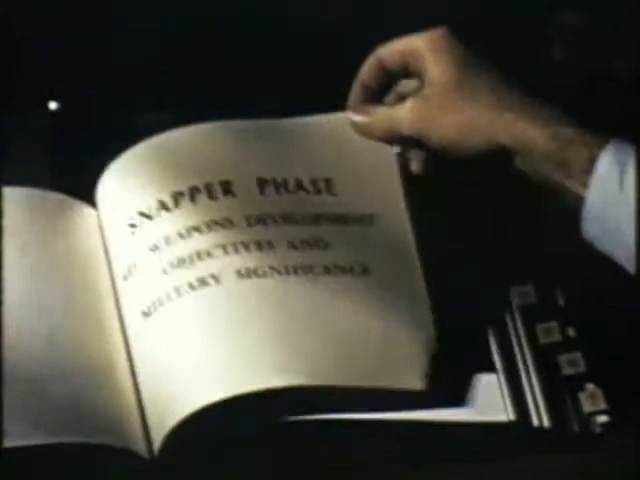 SNAPPER PHASE
WEAPONS DEVELOPMENT
OBJECTIVES AND
MILITARY SIGNIFICANCE